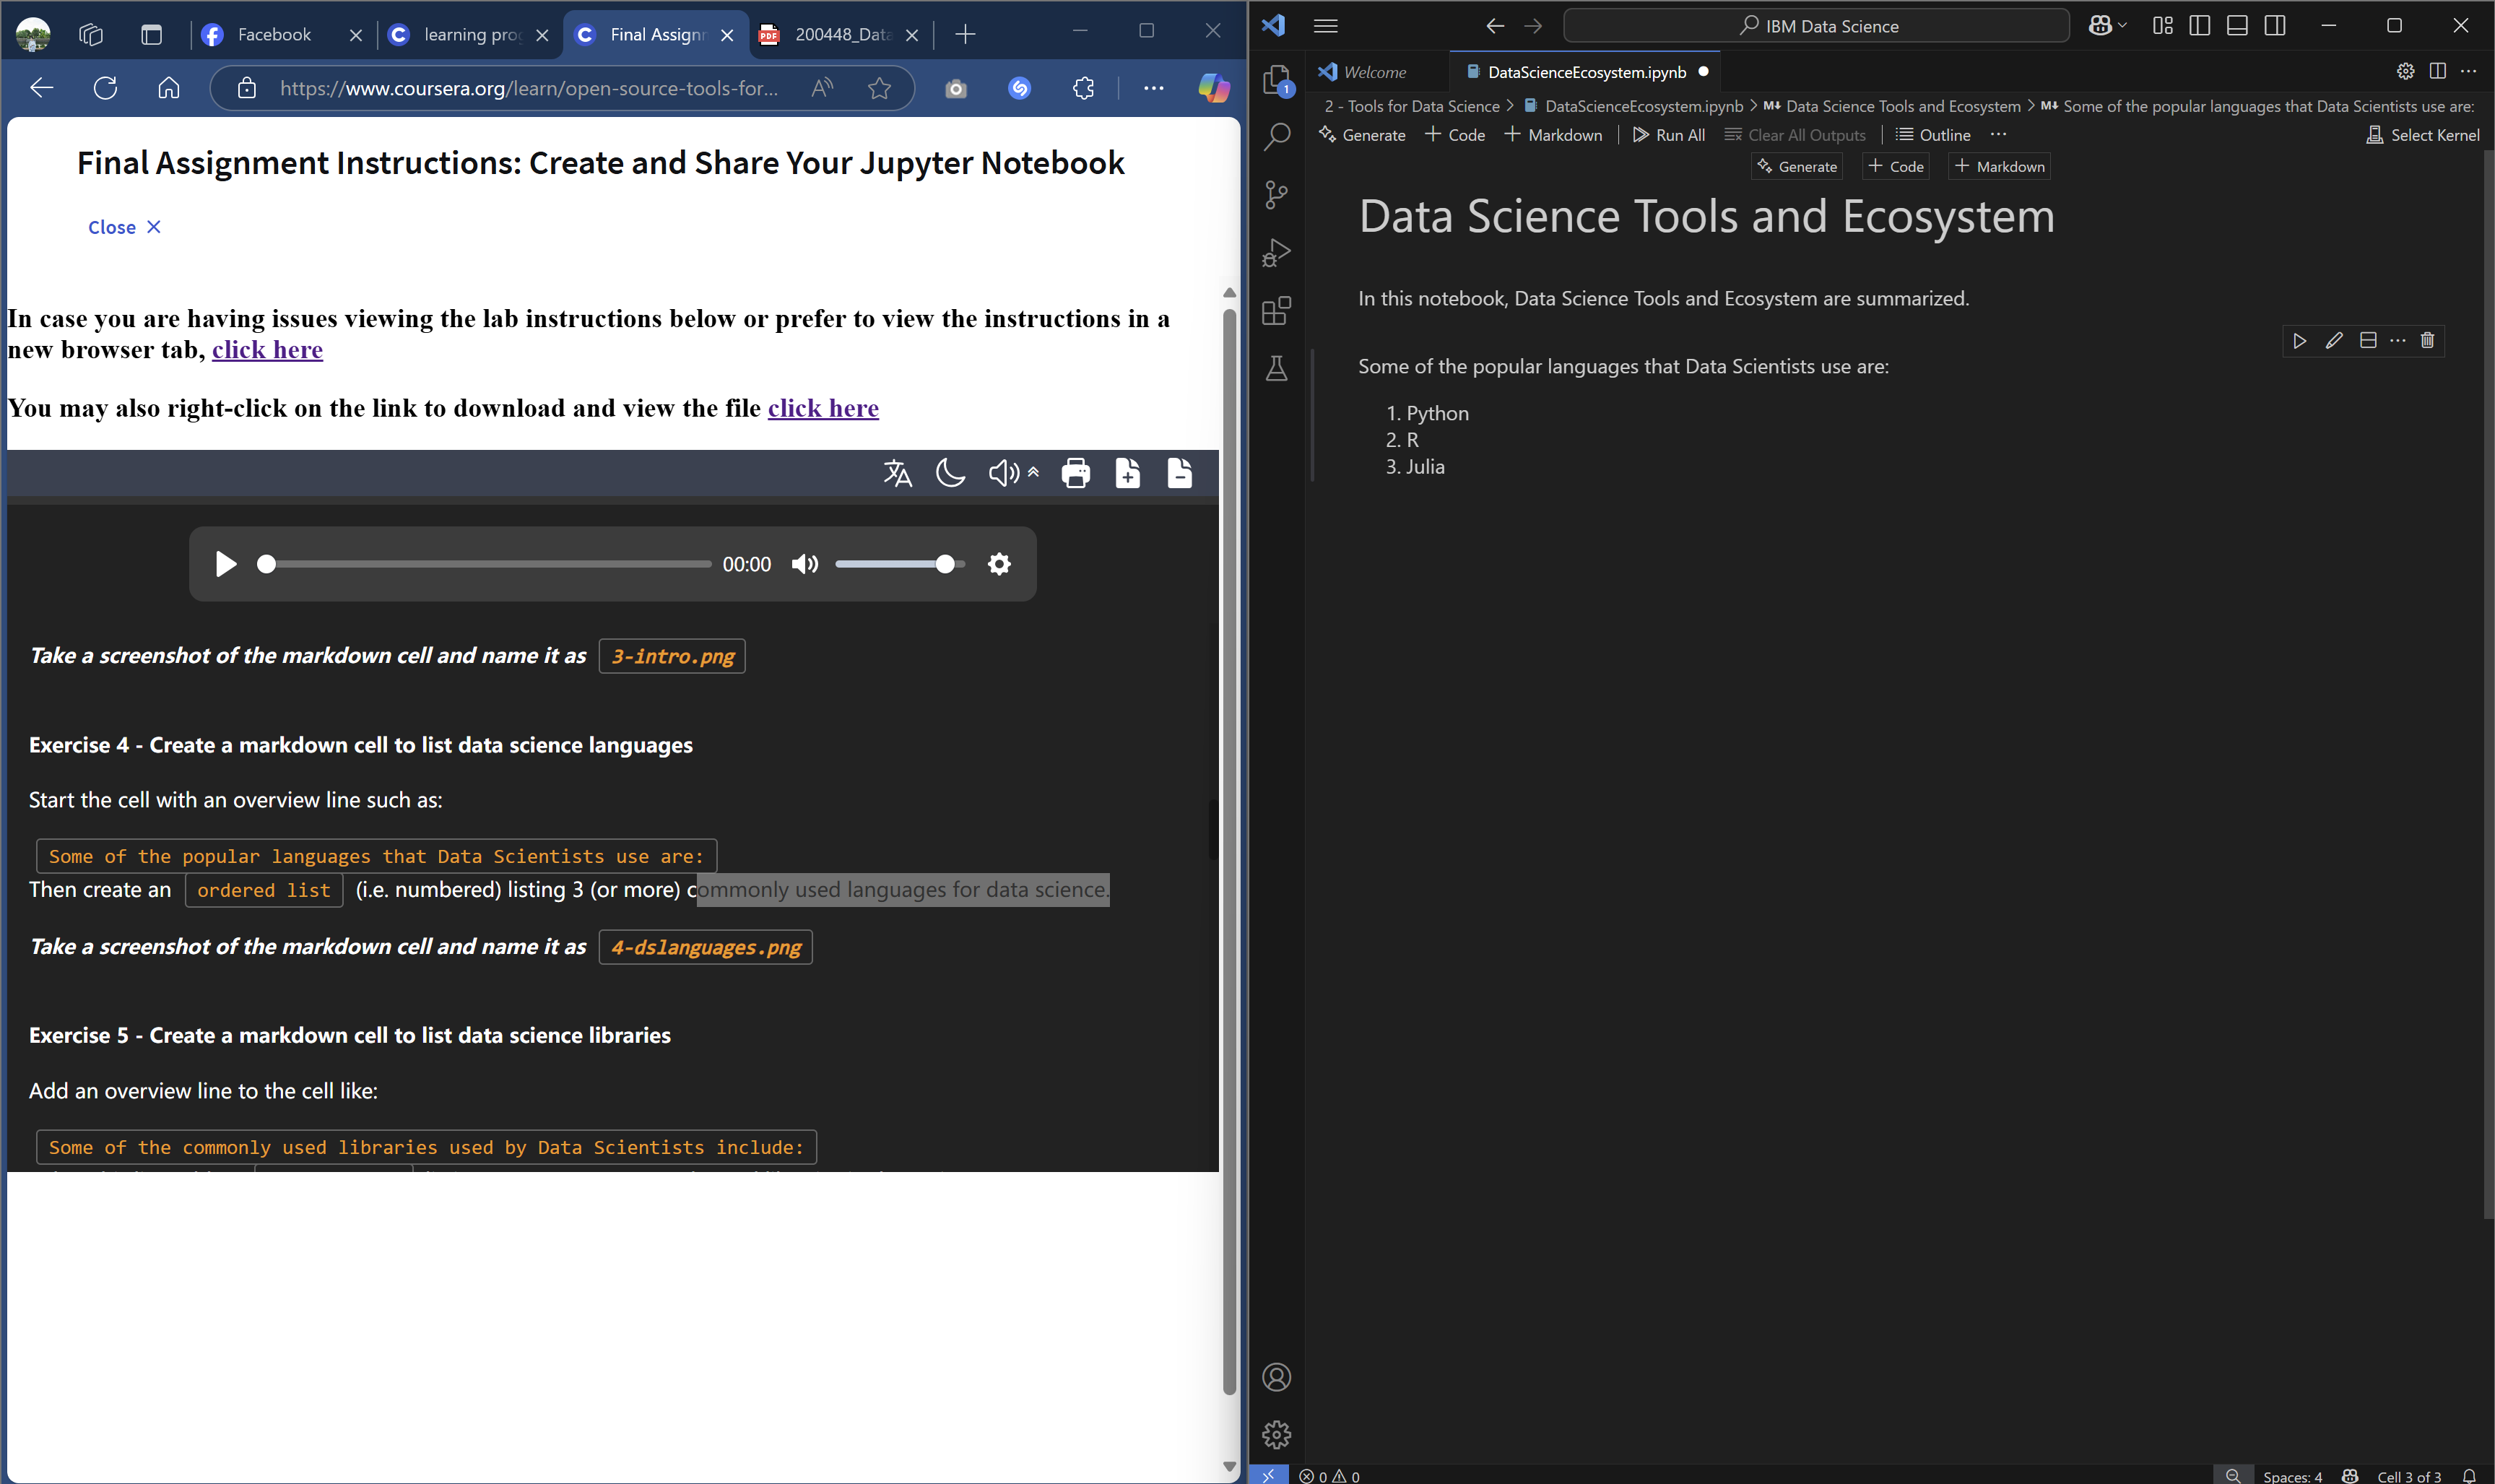 Facebook
learning pro
Final Assign
PDF
200448_Data
https://www.coursera.org/learn/open-source-tools-for...
Final Assignment Instructions: Create and Share Your Jupyter Notebook
Close
In case you are having issues viewing the lab instructions below or prefer to view the instructions in a
new browser tab, click here
You may also right-click on the link to download and view the file click here
00:00
Take a screenshot of the markdown cell and name it as 3-intro.png
Exercise 4 - Create a markdown cell to list data science languages
Start the cell with an overview line such as:
Some of the popular languages that Data Scientists use are:
Then create an ordered list (i.e. numbered) listing 3 (or more) commonly used languages for data science.
Take a screenshot of the markdown cell and name it as 4-dslanguages.png
Exercise 5 - Create a markdown cell to list data science libraries
Add an overview line to the cell like:
Some of the commonly used libraries used by Data Scientists include:
IBM Data Science
1
Welcome
DataScienceEcosystem.ipynb
2 - Tools for Data Science > DataScienceEcosystem.ipynb > M Data Science Tools and Ecosystem > M Some of the popular languages that Data Scientists use are:
Generate + Code + Markdown Run All Clear All Outputs Outline ... Select Kernel
Generate + Code + Markdown
Data Science Tools and Ecosystem
In this notebook, Data Science Tools and Ecosystem are summarized.
Some of the popular languages that Data Scientists use are:
1. Python
2. R
3. Julia
0 0
Spaces: 4 Cell 3 of 3